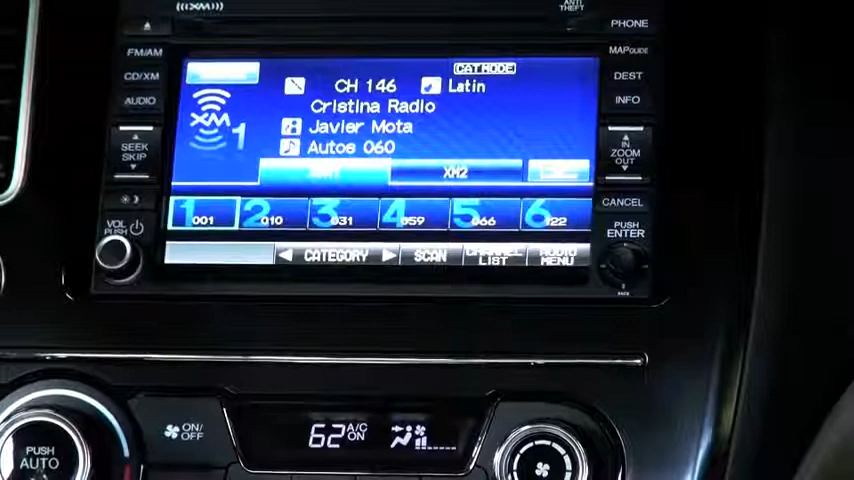 ((((XM))))
ANTI THEFT
FM/AM
CD/XM
AUDIO
SEEK
SKIP
VOL
PUSH
PHONE
MAPGUIDE
DEST
INFO
IN
ZOOM
OUT
CANCEL
PUSH
ENTER
CAT MODE
CH 146 Latin
Cristina Radio
Javier Mota
Autos 060
XM 1
XM2
1 001 2 010 3 031 4 059 5 066 6 122
CATEGORY SCAN CHANNEL LIST AUDIO MENU
PUSH
AUTO
ON/
OFF
62 A/C ON